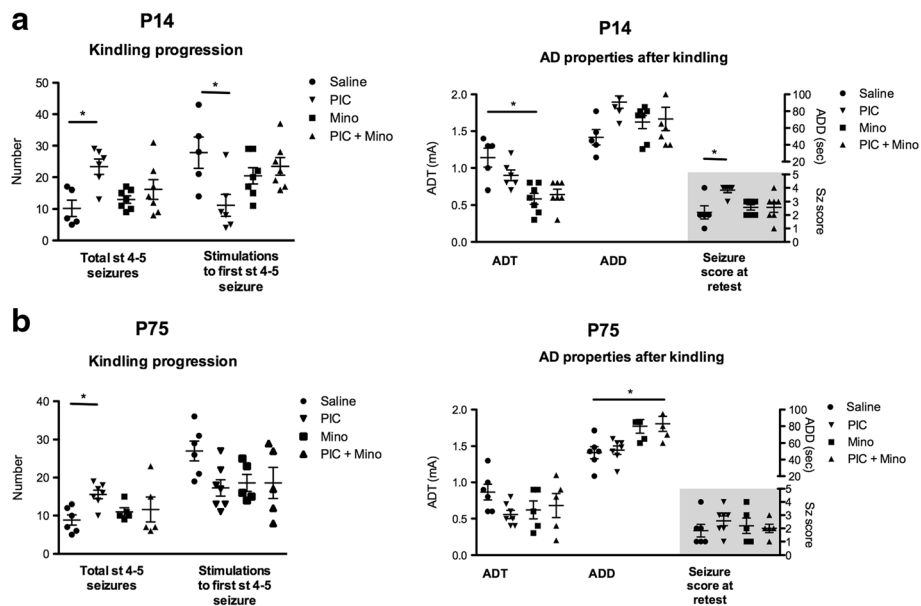 a
P14
Kindling progression
50
40
30
20
10
0
Number
*
*
Total st 4-5
seizures
Stimulations
to first st 4-5
seizure
Saline
PIC
Mino
PIC + Mino
P14
AD properties after kindling
2.0
1.5
1.0
0.5
0.0
ADT (mA)
*
*
100
80
60
40
20
ADD (sec)
5
4
3
2
1
0
Sz score
ADT
ADD
Seizure
score at
retest
Saline
PIC
Mino
PIC + Mino
b
P75
Kindling progression
40
30
20
10
0
Number
*
Total st 4-5
seizures
Stimulations
to first st 4-5
seizure
Saline
PIC
Mino
PIC + Mino
P75
AD properties after kindling
2.0
1.5
1.0
0.5
0.0
ADT (mA)
*
100
80
60
40
20
ADD (sec)
5
4
3
2
1
0
Sz score
ADT
ADD
Seizure
score at
retest
Saline
PIC
Mino
PIC + Mino